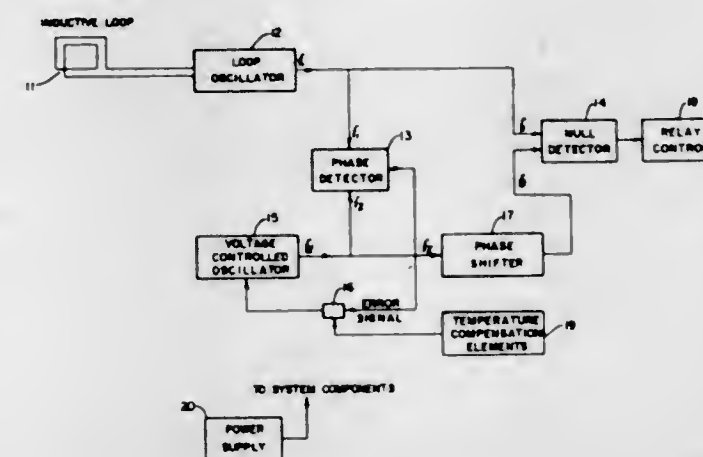 INDUCTIVE LOOP
11
12
LOOP
OSCILLATOR
f₁
f₁
13
PHASE
DETECTOR
f₂
14
NULL
DETECTOR
18
RELAY
CONTRO
15
VOLTAGE
CONTROLLED
OSCILLATOR
f₂
f₂
17
PHASE
SHIFTER
16
ERROR
SIGNAL
TEMPERATURE
COMPENSATION
ELEMENTS
19
TO SYSTEM COMPONENTS
20
POWER
SUPPLY